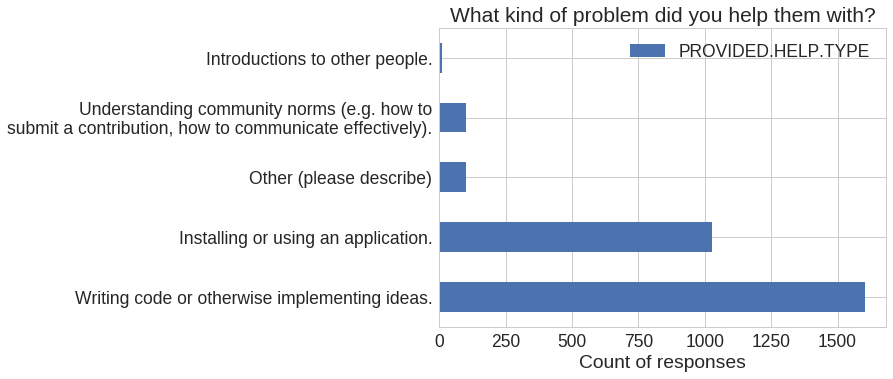 What kind of problem did you help them with?
PROVIDED.HELP.TYPE
Introductions to other people.
Understanding community norms (e.g. how to
submit a contribution, how to communicate effectively).
Other (please describe)
Installing or using an application.
Writing code or otherwise implementing ideas.
0 250 500 750 1000 1250 1500
Count of responses